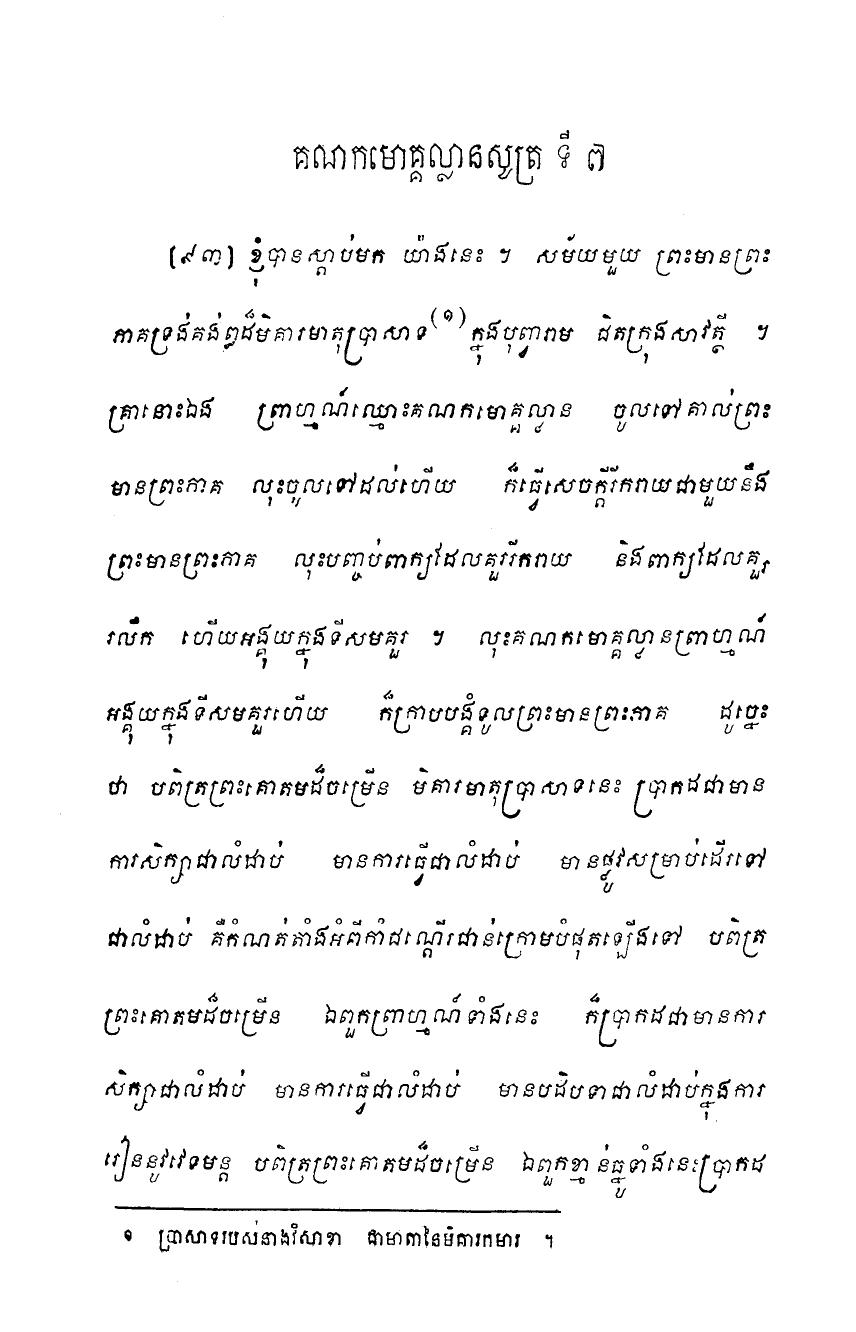 គណកមោគ្គល្លានសូត្រ ទី ៧
[៩៣] ខ្ញុំបានស្តាប់មក យ៉ាងនេះ ។ សម័យមួយ ព្រះមានព្រះ
ភាគទ្រង់គង់ឰដ៏មិគារមាតុប្រាសាទ(១)ក្នុងបុព្វារាម ជិតក្រុងសាវត្ថី ។
គ្រានោះឯង ព្រាហ្មណ៍ឈ្មោះគណកមោគ្គល្លាន ចូលទៅគាល់ព្រះ
មានព្រះភាគ លុះចូលទៅដល់ហើយ ក៏ធ្វើសេចក្តីរីករាយជាមួយនឹង
ព្រះមានព្រះភាគ លុះបញ្ចប់ពាក្យដែលគួររីករាយ និងពាក្យដែលគួរ
រលឹក ហើយអង្គុយក្នុងទីសមគួរ ។ លុះគណកមោគ្គល្លានព្រាហ្មណ៍
អង្គុយក្នុងទីសមគួរហើយ ក៏ក្រាបបង្គំទូលព្រះមានព្រះភាគ ដូច្នេះ
ថា បពិត្រព្រះគោតមដ៏ចម្រើន មិគារមាតុប្រាសាទនេះ ប្រាកដជាមាន
ការសិក្សាជាលំដាប់ មានការធ្វើជាលំដាប់ មានផ្លូវសម្រាប់ដើរទៅ
ជាលំដាប់ គឺកំណត់តាំងអំពីកាំជណ្តើរជាន់ក្រោមបំផុតឡើងទៅ បពិត្រ
ព្រះគោតមដ៏ចម្រើន ឯពួកព្រាហ្មណ៍ទាំងនេះ ក៏ប្រាកដជាមានការ
សិក្សាជាលំដាប់ មានការធ្វើជាលំដាប់ មានបដិបទាជាលំដាប់ក្នុងការ
រៀននូវវេទមន្ត បពិត្រព្រះគោតមដ៏ចម្រើន ឯពួកខ្មាន់ធ្នូទាំងនេះប្រាកដ
១ ប្រាសាទរបស់នាងវិសាខា ជាមាតានៃមិគារកមារ ។